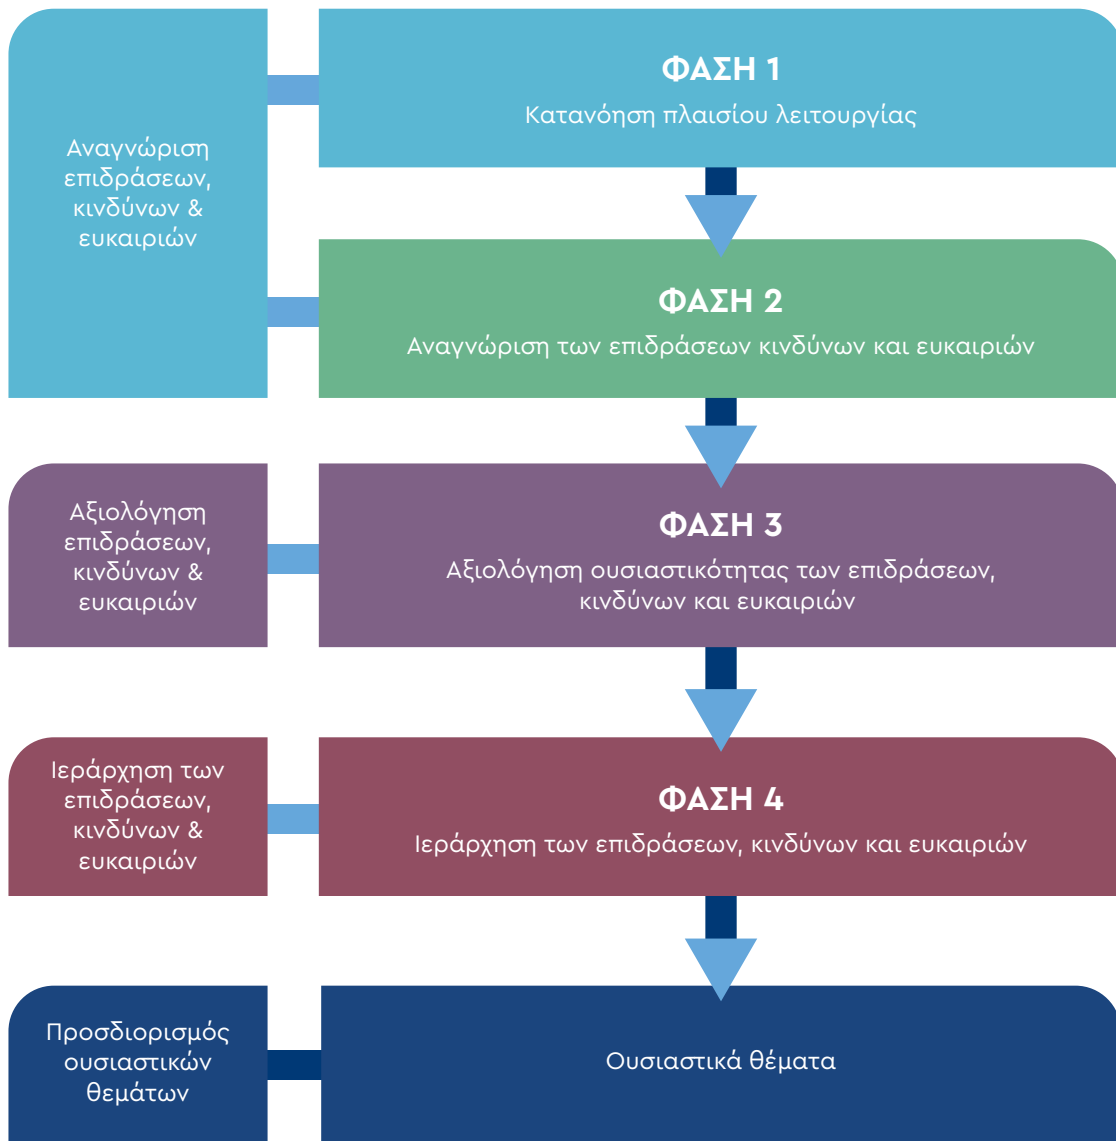 Αναγνώριση
επιδράσεων,
κινδύνων &
ευκαιριών
ΦΑΣΗ 1
Κατανόηση πλαισίου λειτουργίας
ΦΑΣΗ 2
Αναγνώριση των επιδράσεων κινδύνων και ευκαιριών
Αξιολόγηση
επιδράσεων,
κινδύνων &
ευκαιριών
ΦΑΣΗ 3
Αξιολόγηση ουσιαστικότητας των επιδράσεων,
κινδύνων και ευκαιριών
Ιεράρχηση των
επιδράσεων,
κινδύνων &
ευκαιριών
ΦΑΣΗ 4
Ιεράρχηση των επιδράσεων, κινδύνων και ευκαιριών
Προσδιορισμός
ουσιαστικών
θεμάτων
Ουσιαστικά θέματα